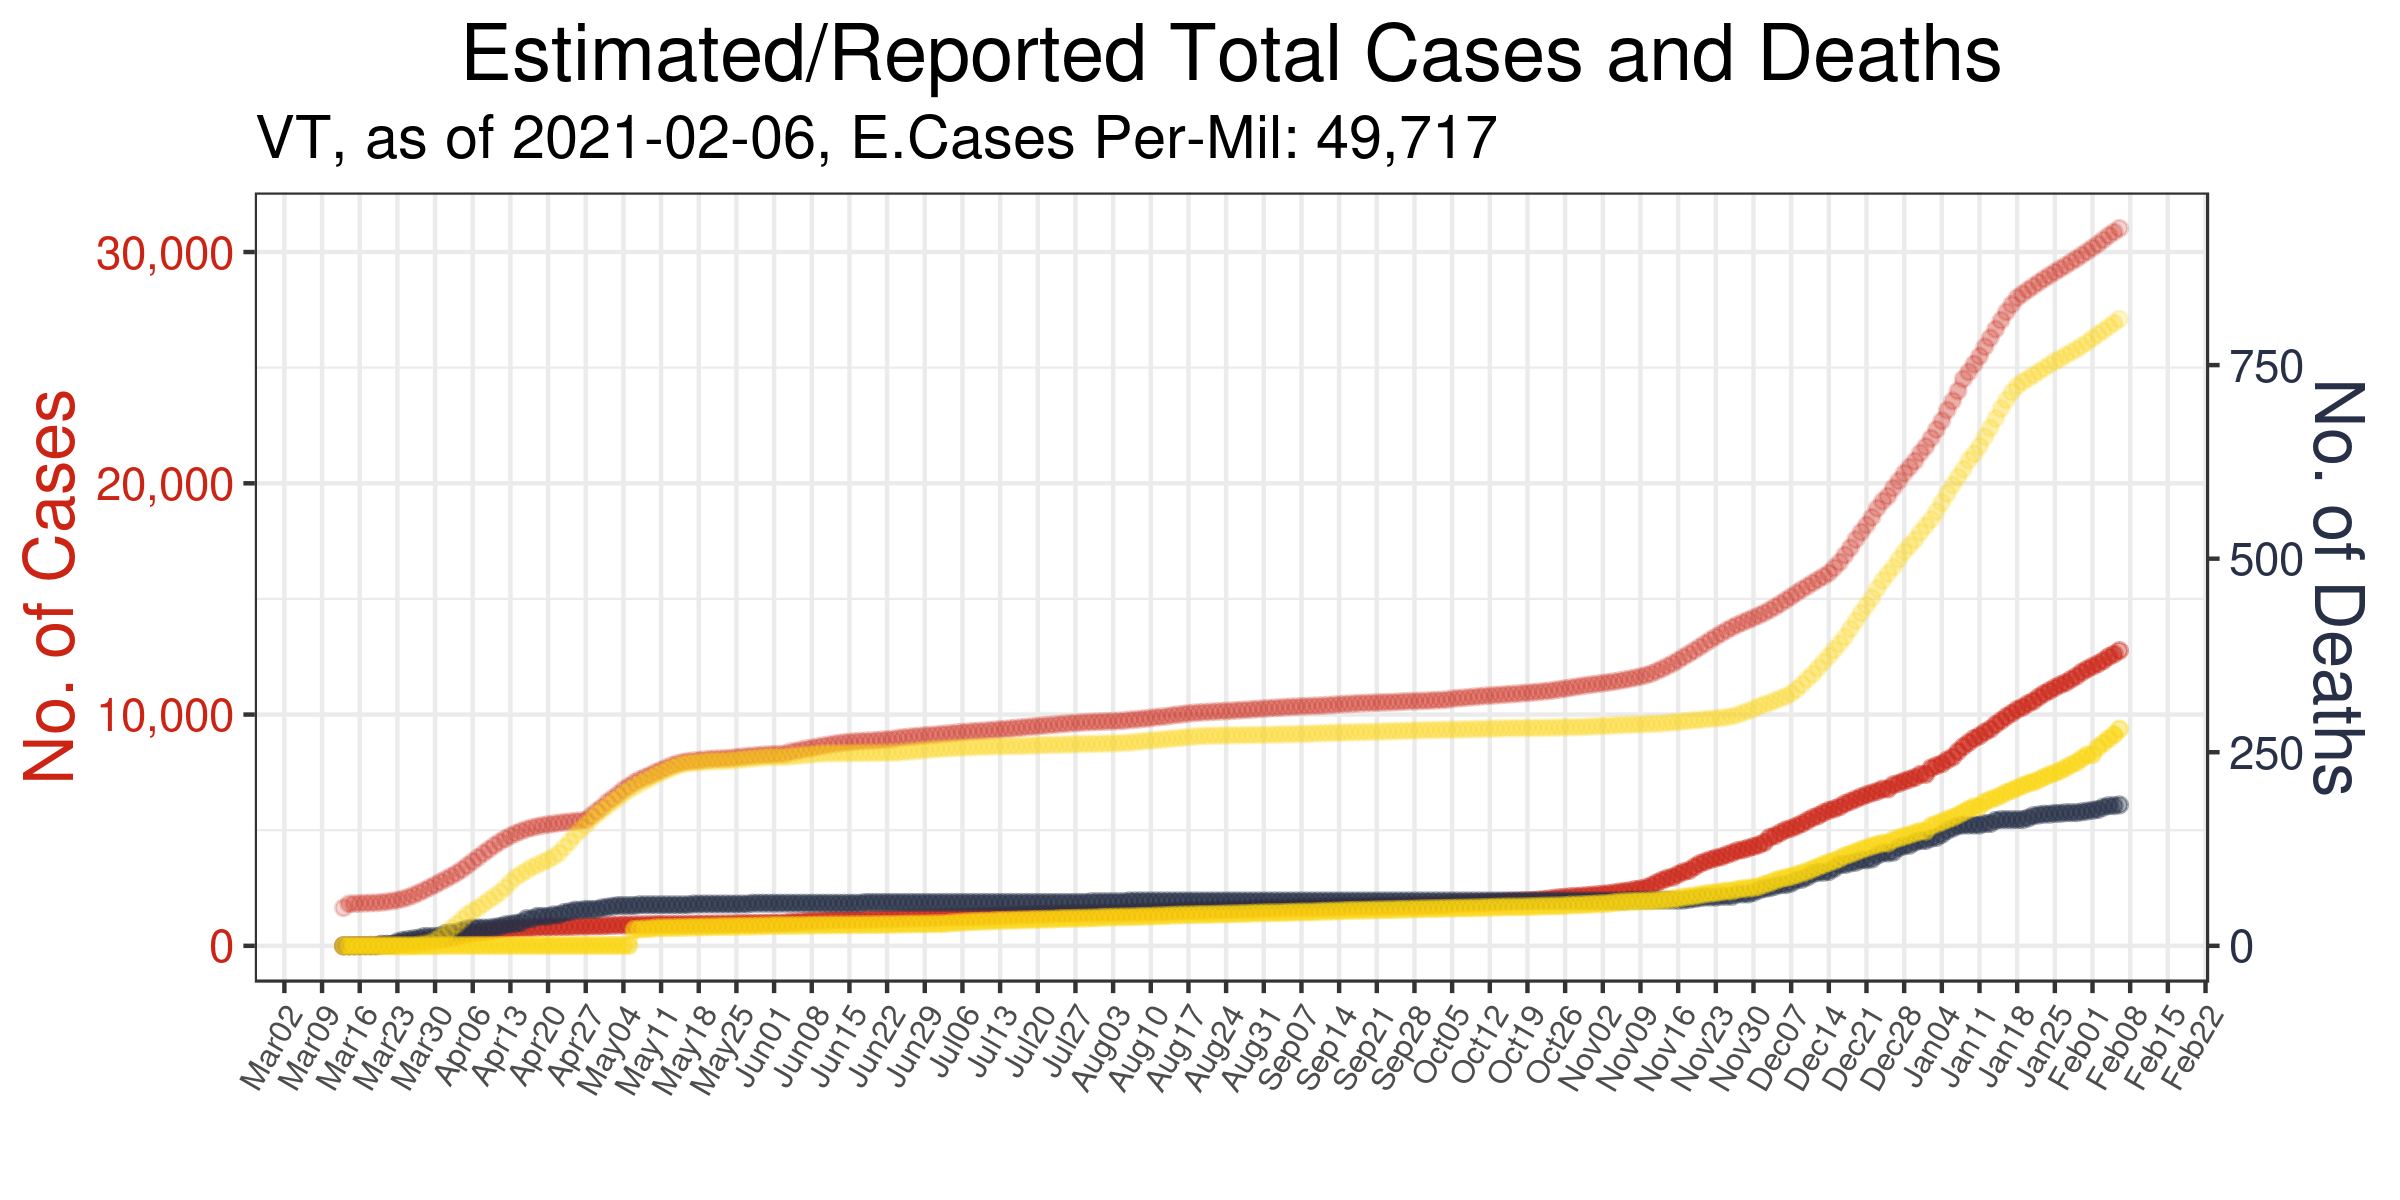 Estimated/Reported Total Cases and Deaths
VT, as of 2021-02-06, E.Cases Per-Mil: 49,717
No. of Cases
30,000
20,000
10,000
0
750
500
250
0
No. of Deaths
Mar02 Mar09 Mar16 Mar23 Mar30 Apr06 Apr13 Apr20 Apr27 May04 May11 May18 May25 Jun01 Jun08 Jun15 Jun22 Jun29 Jul06 Jul13 Jul20 Jul27 Aug03 Aug10 Aug17 Aug24 Aug31 Sep07 Sep14 Sep21 Sep28 Oct05 Oct12 Oct19 Oct26 Nov02 Nov09 Nov16 Nov23 Nov30 Dec07 Dec14 Dec21 Dec28 Jan04 Jan11 Jan18 Jan25 Feb01 Feb08 Feb15 Feb22